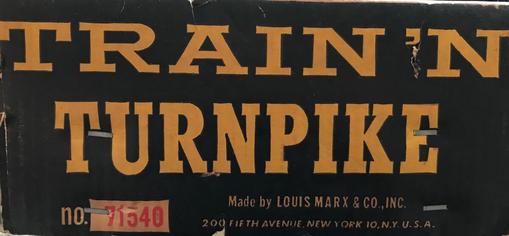 TRAIN 'N
TURNPIKE
Made by LOUIS MARX & CO., INC.
no. 71540
200 FIFTH AVENUE, NEW YORK 10, N.Y. U.S.A.